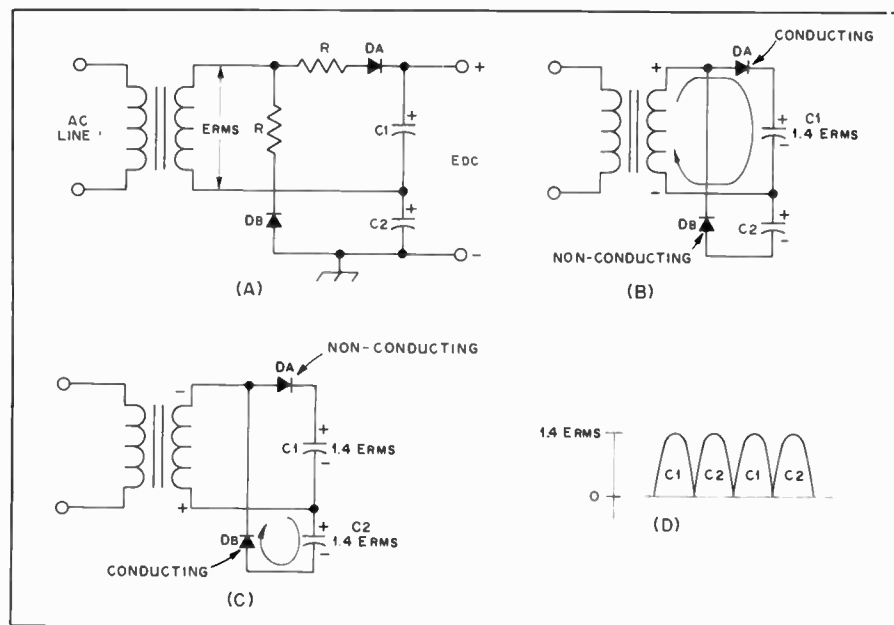 R
DA
+
AC
LINE
ERMS
R
C1
+
EDC
DB
C2
+
-
(A)
DA
CONDUCTING
+
C1
+
1.4 ERMS
-
-
DB
C2
+
-
NON-CONDUCTING
(B)
NON-CONDUCTING
DA
-
+
C1
1.4 ERMS
-
+
DB
+
C2
1.4 ERMS
-
CONDUCTING
(C)
1.4 ERMS
0
C1 C2 C1 C2
(D)